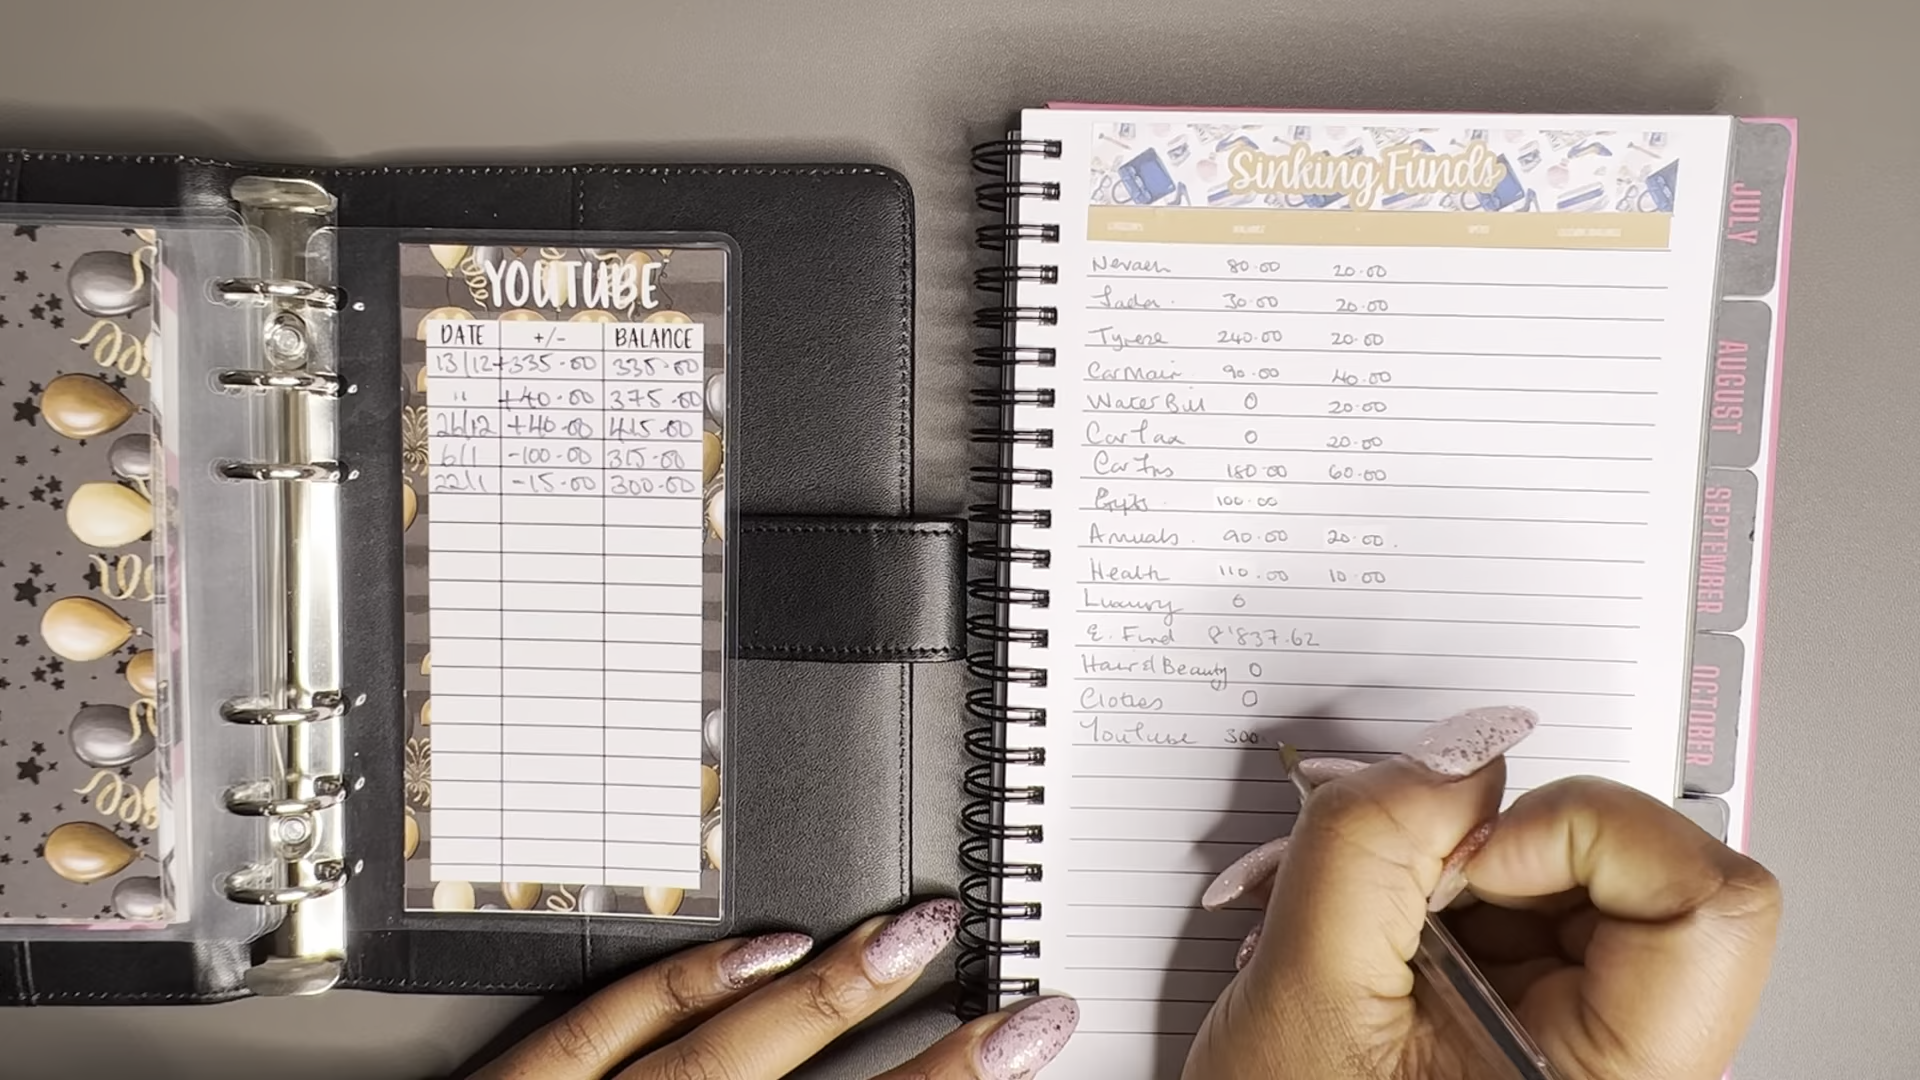 YOUTUBE
DATE +/- BALANCE
13/12 +335-00 335-00
" +40-00 375-00
26/12 +40-00 415-00
6/1 -100-00 315-00
22/1 -15-00 300-00
Sinking Funds
Nevaeh 80.00 20.00
30.00 20.00
Tyrese 240.00 20.00
Car Main. 90.00 40.00
Water Bill 0 20.00
Car Tax 0 20.00
Car Ins 180.00 60.00
Gifts 100.00
Annuals. 90.00 20.00.
Health 110.00 10.00
Luxury 0
E. Fund 8'837.62
Hair & Beauty 0
Clothes 0
Youtube 300.
JULY
AUGUST
SEPTEMBER
OCTOBER